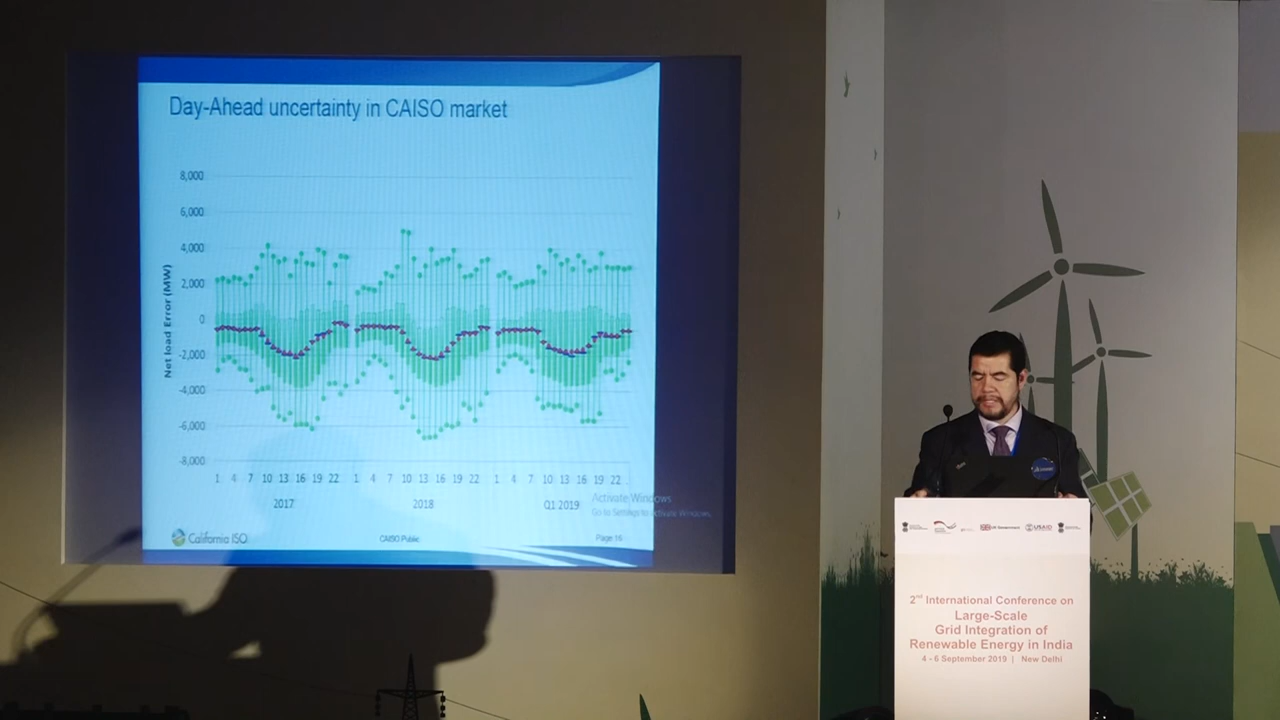 Day-Ahead uncertainty in CAISO market
8,000
6,000
4,000
2,000
0
-2,000
-4,000
-6,000
-8,000
Net load Error (MW)
1 4 7 10 13 16 19 22 1 4 7 10 13 16 19 22 1 4 7 10 13 16 19 22
2017 2018 Q1 2019
Activate Windows
Go to Settings to activate Windows.
California ISO
CAISO Public
Page 16
UK Government
USAID
2nd International Conference on
Large-Scale
Grid Integration of
Renewable Energy in India
4 - 6 September 2019 | New Delhi